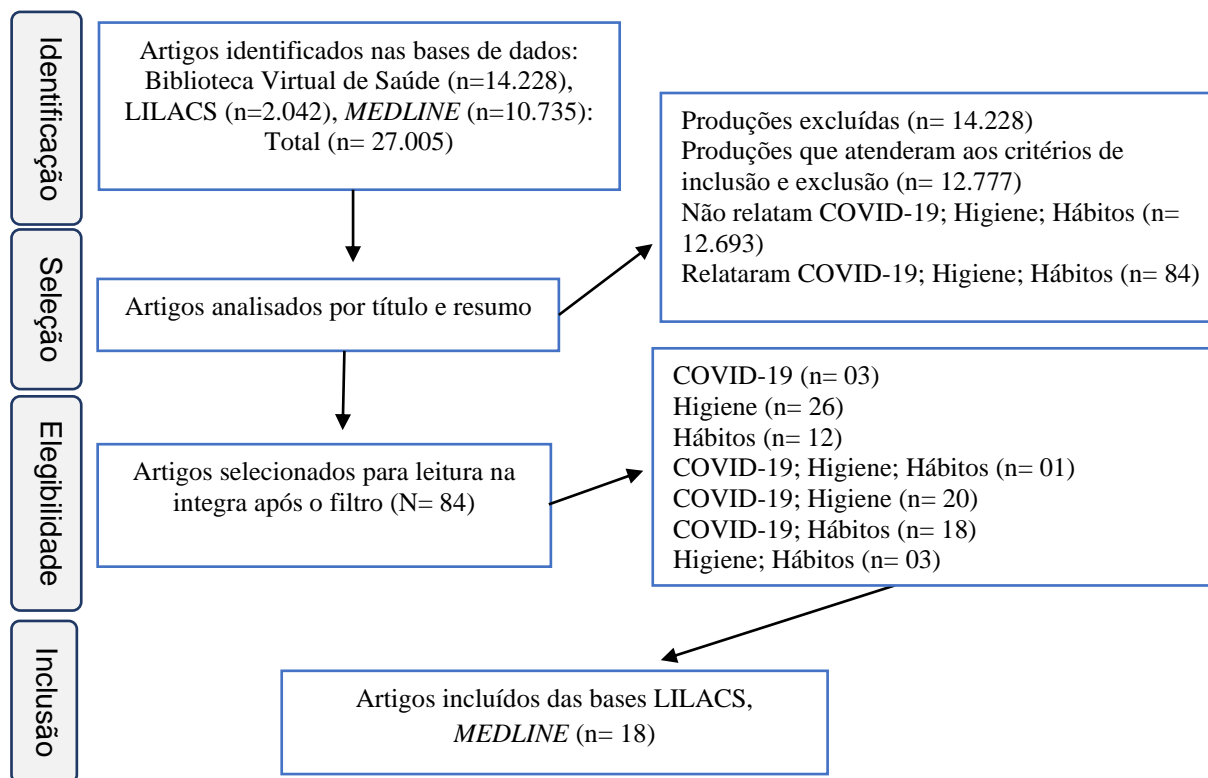 Identificação
Artigos identificados nas bases de dados:
Biblioteca Virtual de Saúde (n=14.228),
LILACS (n=2.042), MEDLINE (n=10.735):
Total (n= 27.005)
Produções excluídas (n= 14.228)
Produções que atenderam aos critérios de
inclusão e exclusão (n= 12.777)
Não relatam COVID-19; Higiene; Hábitos (n=
12.693)
Relataram COVID-19; Higiene; Hábitos (n= 84)
Seleção
Artigos analisados por título e resumo
Elegibilidade
Artigos selecionados para leitura na
integra após o filtro (N= 84)
COVID-19 (n= 03)
Higiene (n= 26)
Hábitos (n= 12)
COVID-19; Higiene; Hábitos (n= 01)
COVID-19; Higiene (n= 20)
COVID-19; Hábitos (n= 18)
Higiene; Hábitos (n= 03)
Inclusão
Artigos incluídos das bases LILACS,
MEDLINE (n= 18)